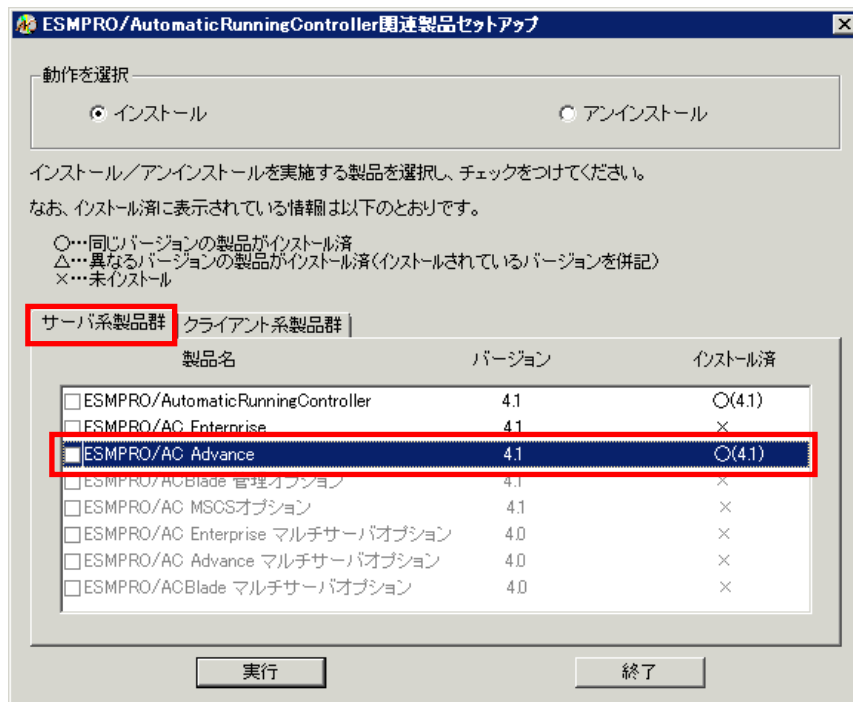 ESMPRO/AutomaticRunningController関連製品セットアップ
動作を選択
インストール
アンインストール
インストール/アンインストールを実施する製品を選択し、チェックをつけてください。
なお、インストール済に表示されている情報は以下のとおりです。
○…同じバージョンの製品がインストール済
△…異なるバージョンの製品がインストール済(インストールされているバージョンを併記)
×…未インストール
サーバ系製品群 クライアント系製品群
製品名 バージョン インストール済
ESMPRO/AutomaticRunningController 4.1 ○(4.1)
ESMPRO/AC Enterprise 4.1 ×
ESMPRO/AC Advance 4.1 ○(4.1)
ESMPRO/ACBlade 管理オプション 4.1 ×
ESMPRO/AC MSCSオプション 4.1 ×
ESMPRO/AC Enterprise マルチサーバオプション 4.0 ×
ESMPRO/AC Advance マルチサーバオプション 4.0 ×
ESMPRO/ACBlade マルチサーバオプション 4.0 ×
実行
終了